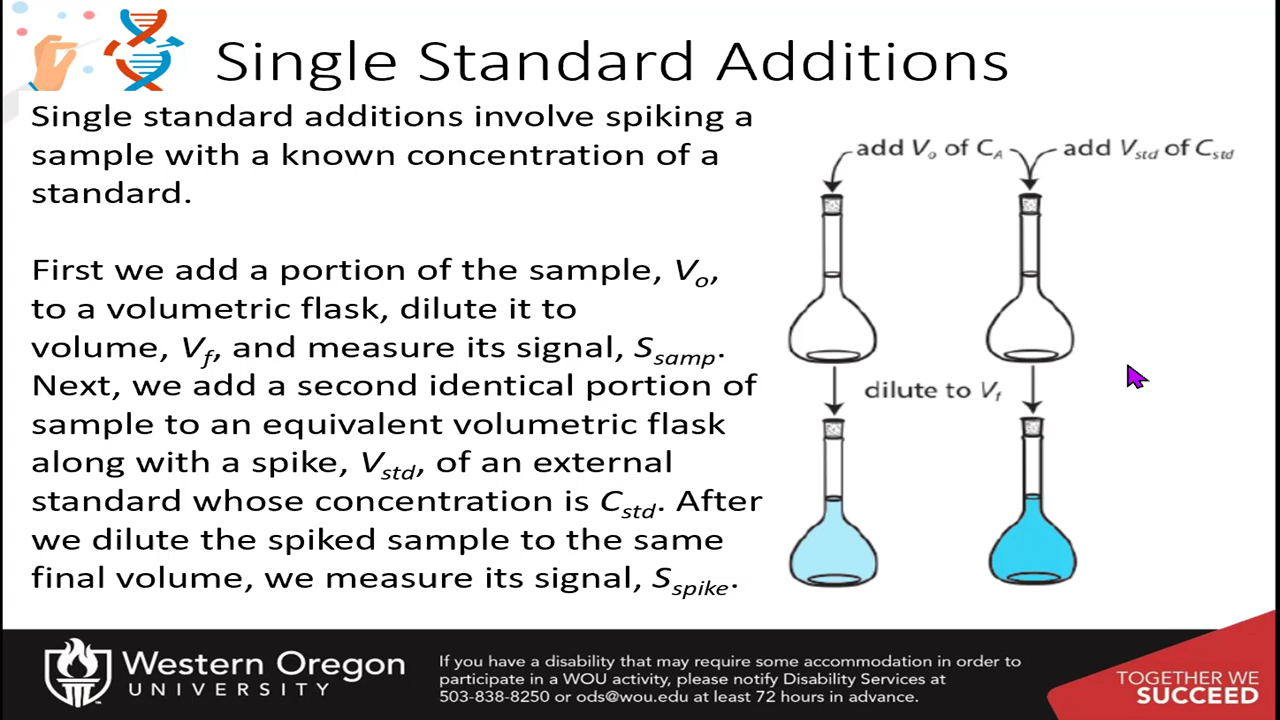 Single Standard Additions
Single standard additions involve spiking a
sample with a known concentration of a
standard.
First we add a portion of the sample, Vo,
to a volumetric flask, dilute it to
volume, Vf, and measure its signal, Ssamp.
Next, we add a second identical portion of
sample to an equivalent volumetric flask
along with a spike, Vstd, of an external
standard whose concentration is Cstd. After
we dilute the spiked sample to the same
final volume, we measure its signal, Sspike.
add Vo of CA
add Vstd of Cstd
dilute to Vf
Western Oregon
UNIVERSITY
If you have a disability that may require some accommodation in order to
participate in a WOU activity, please notify Disability Services at
503-838-8250 or ods@wou.edu at least 72 hours in advance.
TOGETHER WE
SUCCEED